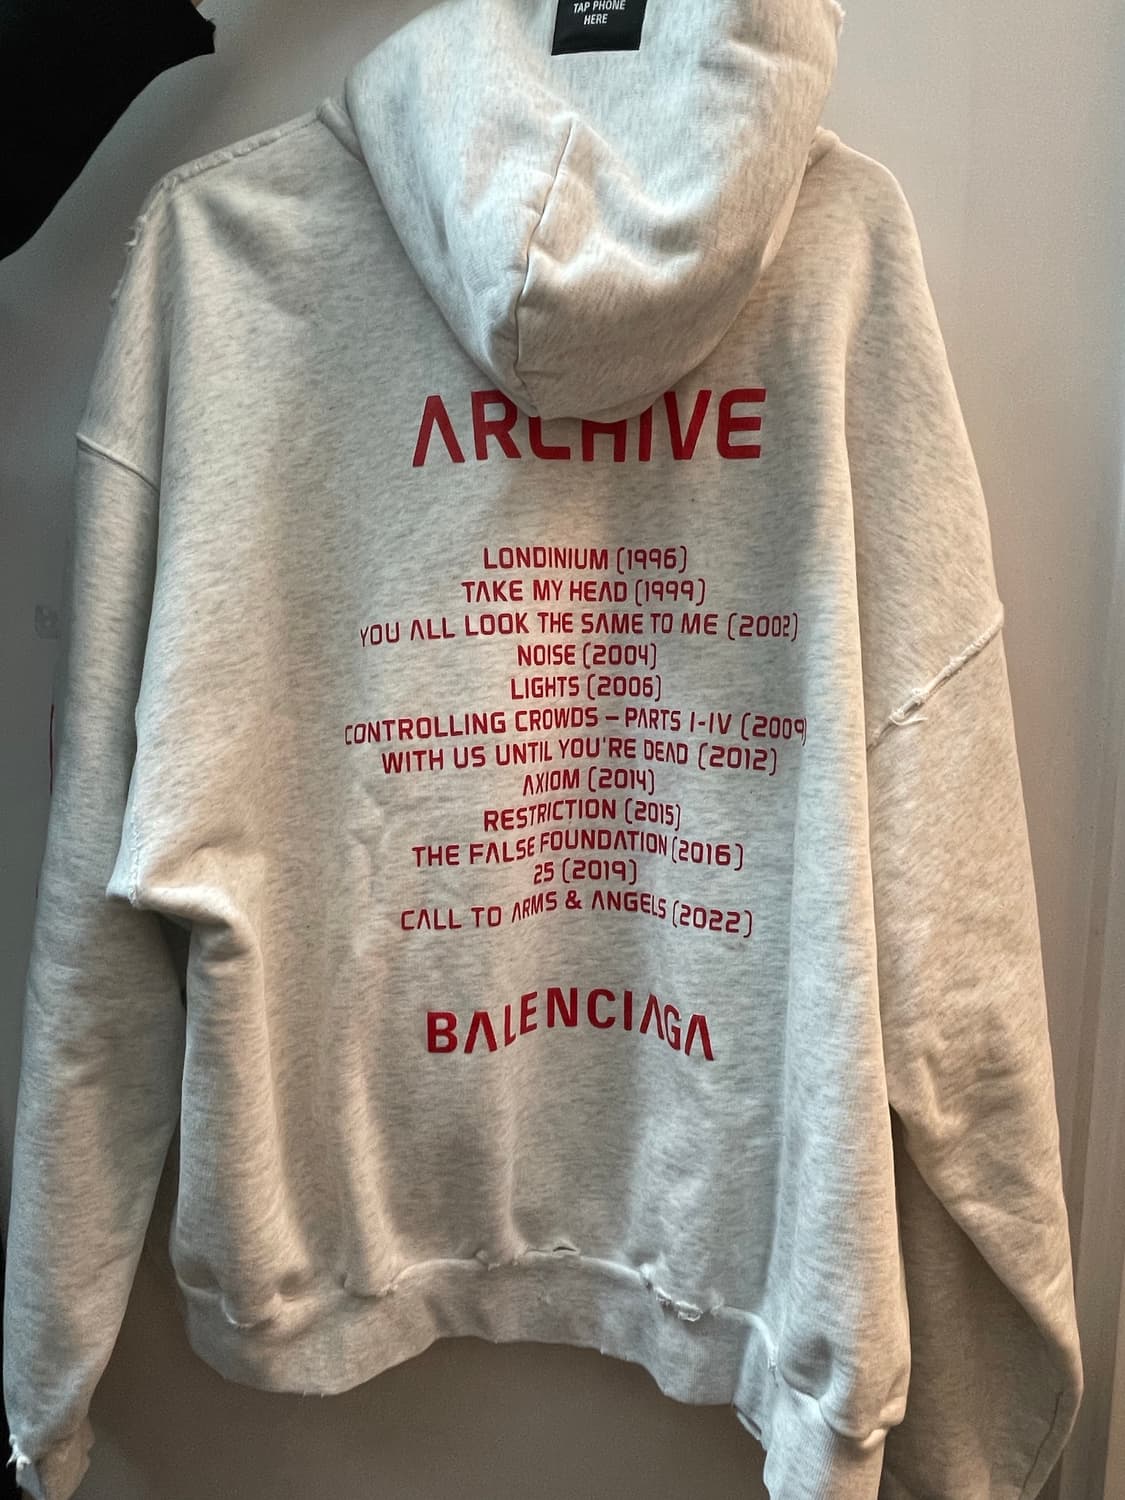 TAP PHONE
HERE
ARCHIVE
LONDINIUM (1996)
TAKE MY HEAD (1999)
YOU ALL LOOK THE SAME TO ME (2002)
NOISE (2004)
LIGHTS (2006)
CONTROLLING CROWDS – PARTS I-IV (2009)
WITH US UNTIL YOU'RE DEAD (2012)
AXIOM (2014)
RESTRICTION (2015)
THE FALSE FOUNDATION (2016)
25 (2019)
CALL TO ARMS & ANGELS (2022)
BALENCIAGA